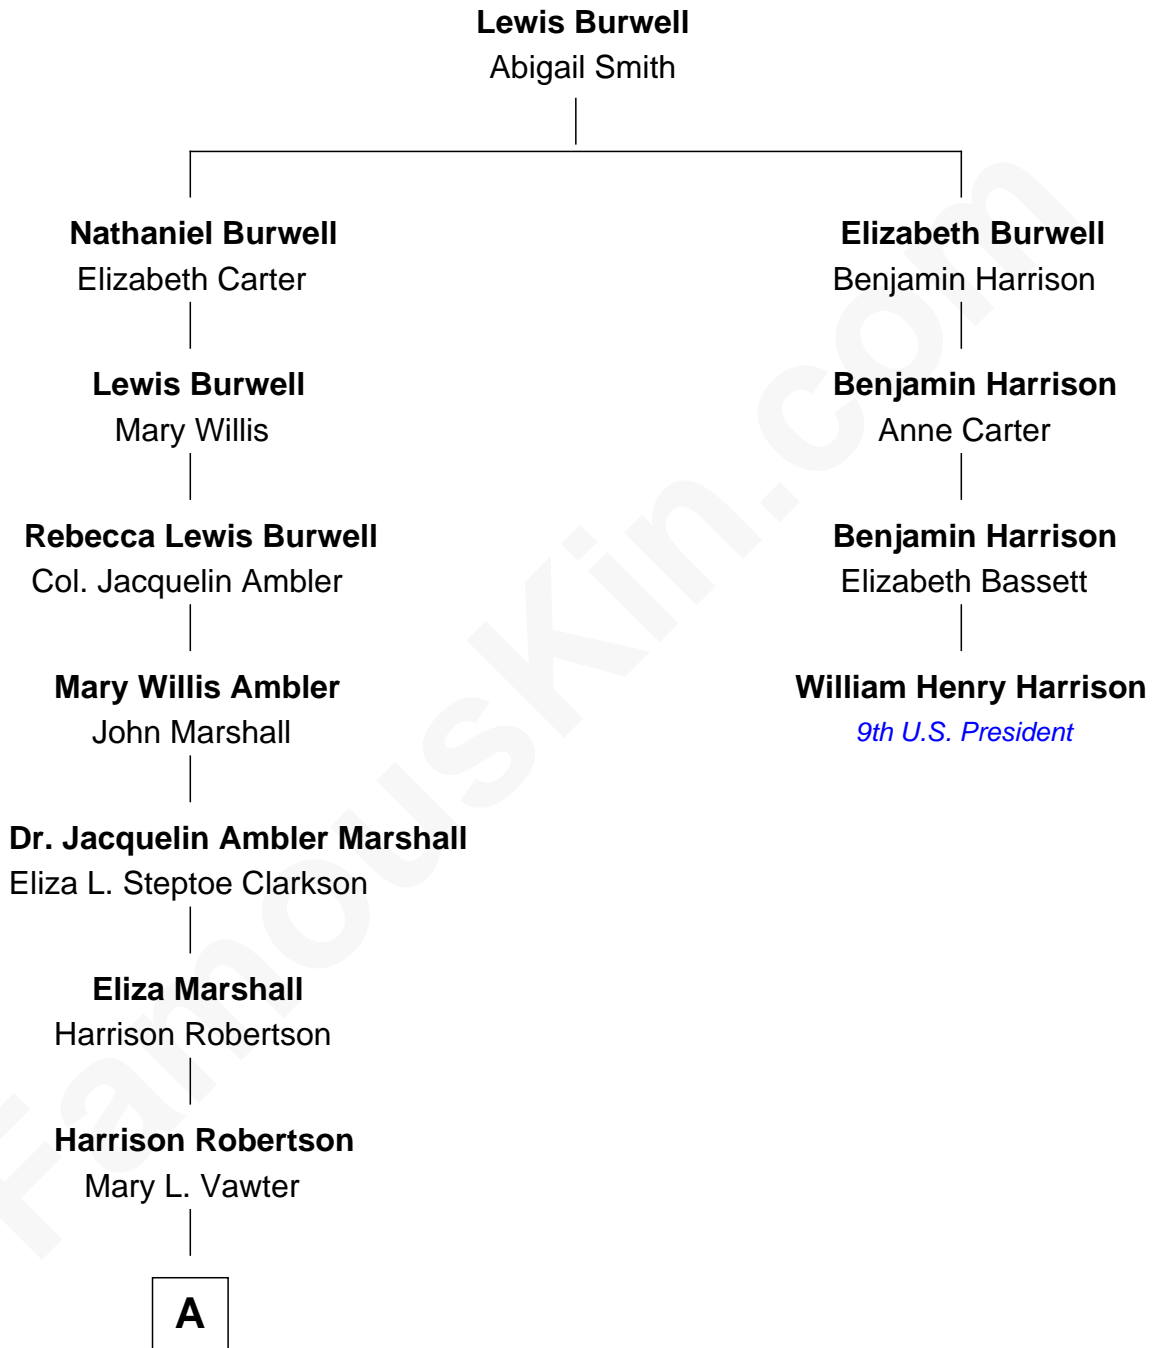 Lewis Burwell
Abigail Smith
Nathaniel Burwell
Elizabeth Carter
Elizabeth Burwell
Benjamin Harrison
Lewis Burwell
Mary Willis
Benjamin Harrison
Anne Carter
Rebecca Lewis Burwell
Col. Jacquelin Ambler
Benjamin Harrison
Elizabeth Bassett
Mary Willis Ambler
John Marshall
William Henry Harrison
9th U.S. President
Dr. Jacquelin Ambler Marshall
Eliza L. Steptoe Clarkson
Eliza Marshall
Harrison Robertson
Harrison Robertson
Mary L. Vawter
A
FamousKin.com